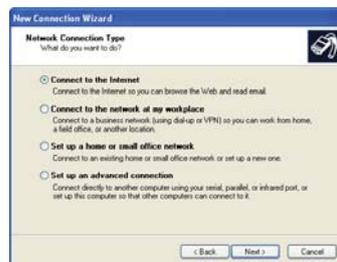 New Connection Wizard
Network Connection Type
What do you want to do?
Connect to the Internet
Connect to the Internet so you can browse the Web and read email.
Connect to the network at my workplace
Connect to a business network (using dial-up or VPN) so you can work from home,
a field office, or another location.
Set up a home or small office network
Connect to an existing home or small office network or set up a new one.
Set up an advanced connection
Connect directly to another computer using your serial, parallel, or infrared port, or
set up this computer so that other computers can connect to it.
< Back
Next >
Cancel